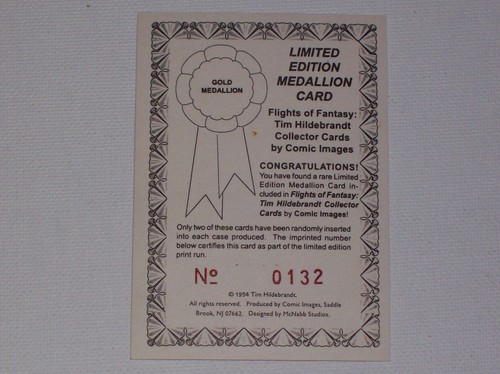 GOLD
MEDALLION
LIMITED
EDITION
MEDALLION
CARD
Flights of Fantasy:
Tim Hildebrandt
Collector Cards
by Comic Images
CONGRATULATIONS!
You have found a rare Limited
Edition Medallion Card in-
cluded in Flights of Fantasy:
Tim Hildebrandt Collector
Cards by Comic Images!
Only two of these cards have been randomly inserted
into each case produced. The imprinted number
below certifies this card as part of the limited edition
print run.
Nº 0132
© 1994 Tim Hildebrandt.
All rights reserved. Produced by Comic Images, Saddle
Brook, NJ 07662. Designed by McNabb Studios.